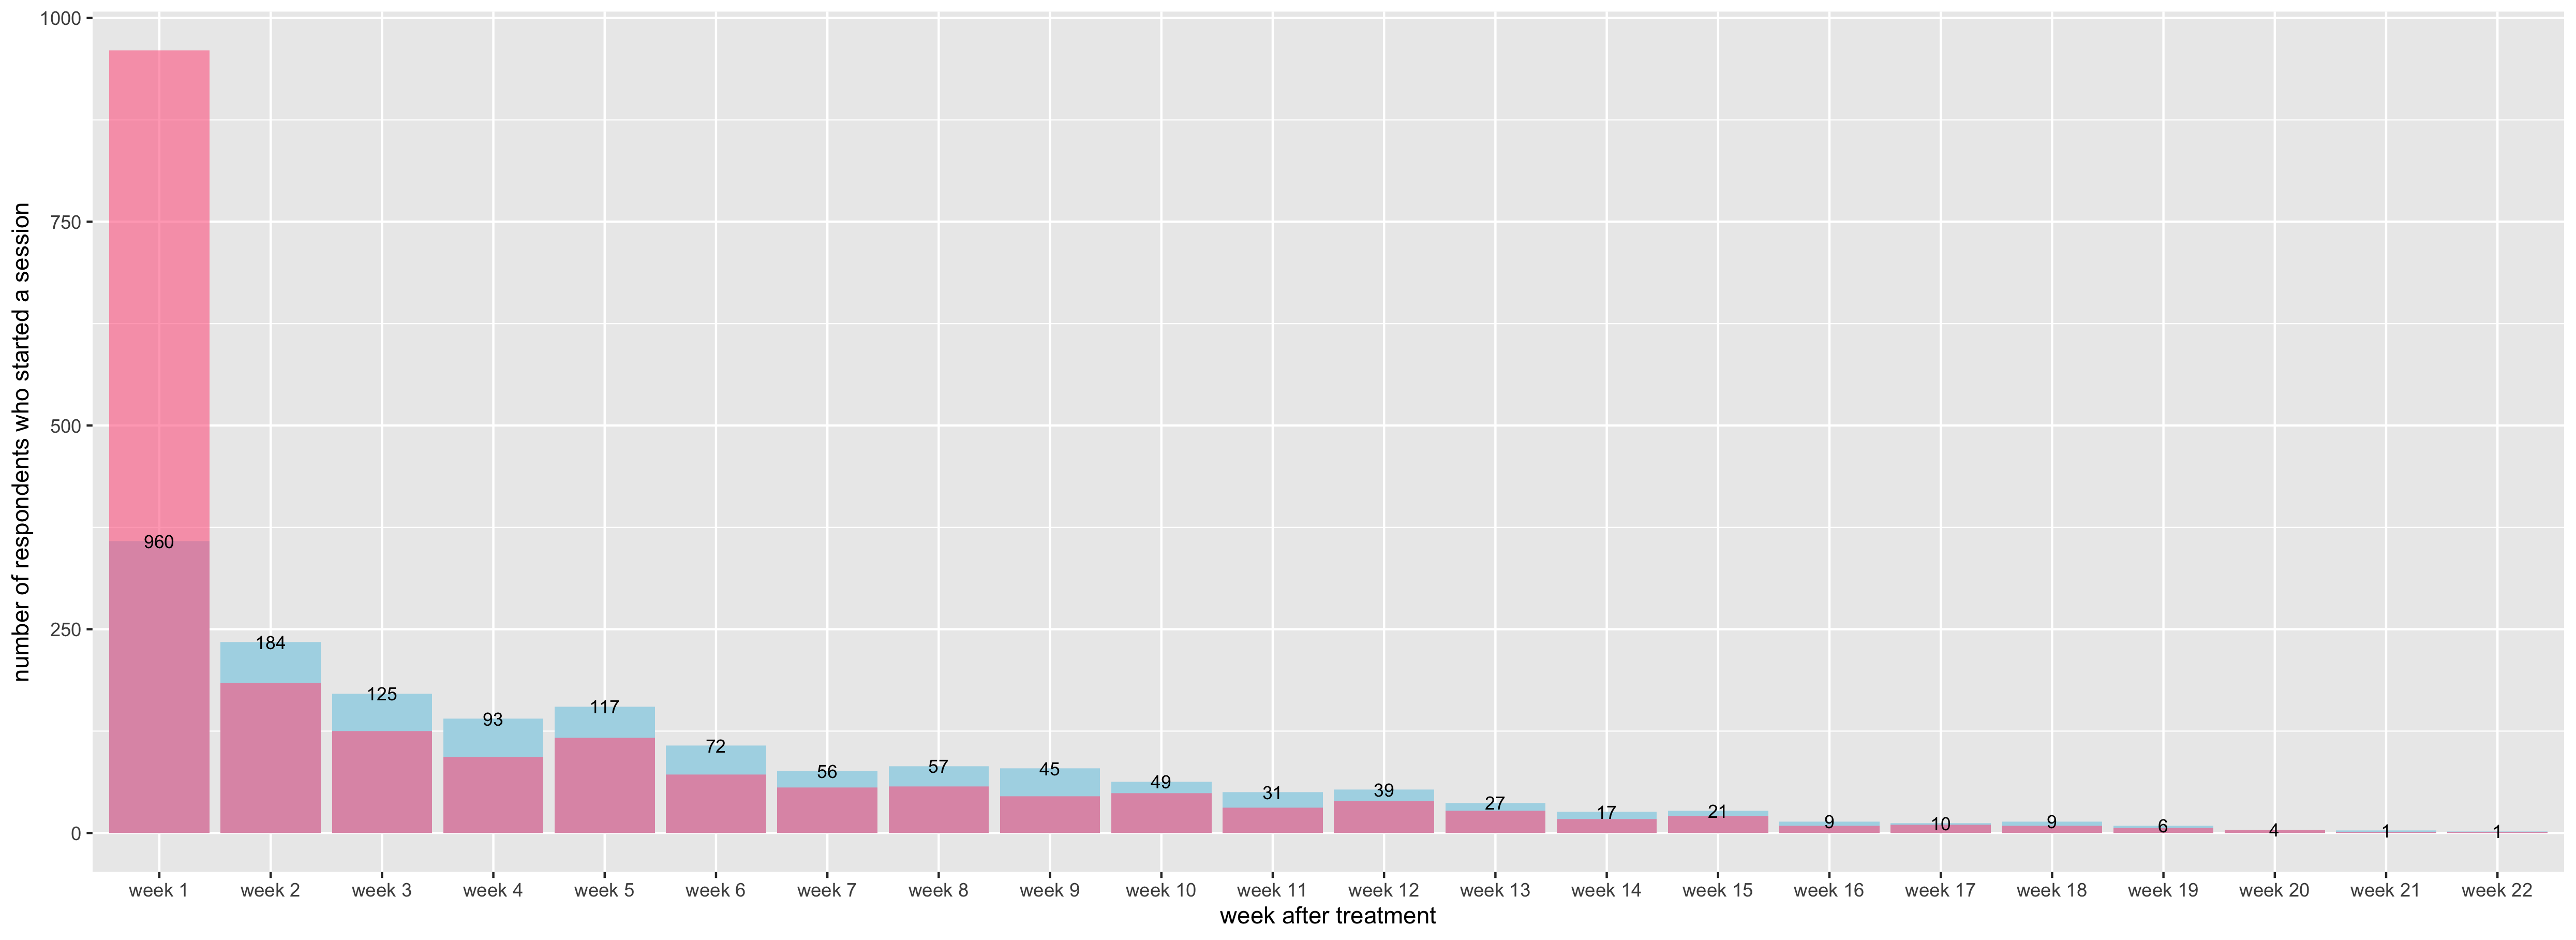 1000
750
500
250
0
number of respondents who started a session
960
184
125
93
117
72
56
57
45
49
31
39
27
17
21
9
10
9
6
4
1
1
week 1
week 2
week 3
week 4
week 5
week 6
week 7
week 8
week 9
week 10
week 11
week 12
week 13
week 14
week 15
week 16
week 17
week 18
week 19
week 20
week 21
week 22
week after treatment